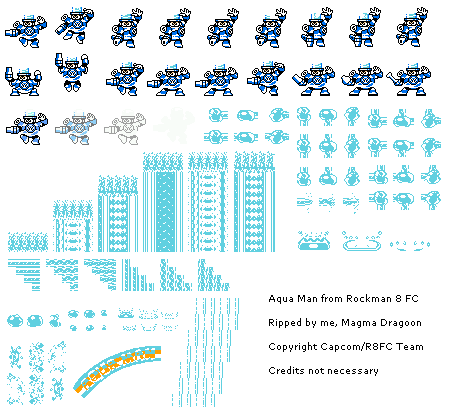 Aqua Man from Rockman 8 FC
Ripped by me, Magma Dragoon
Copyright Capcom/R8FC Team
Credits not necessary